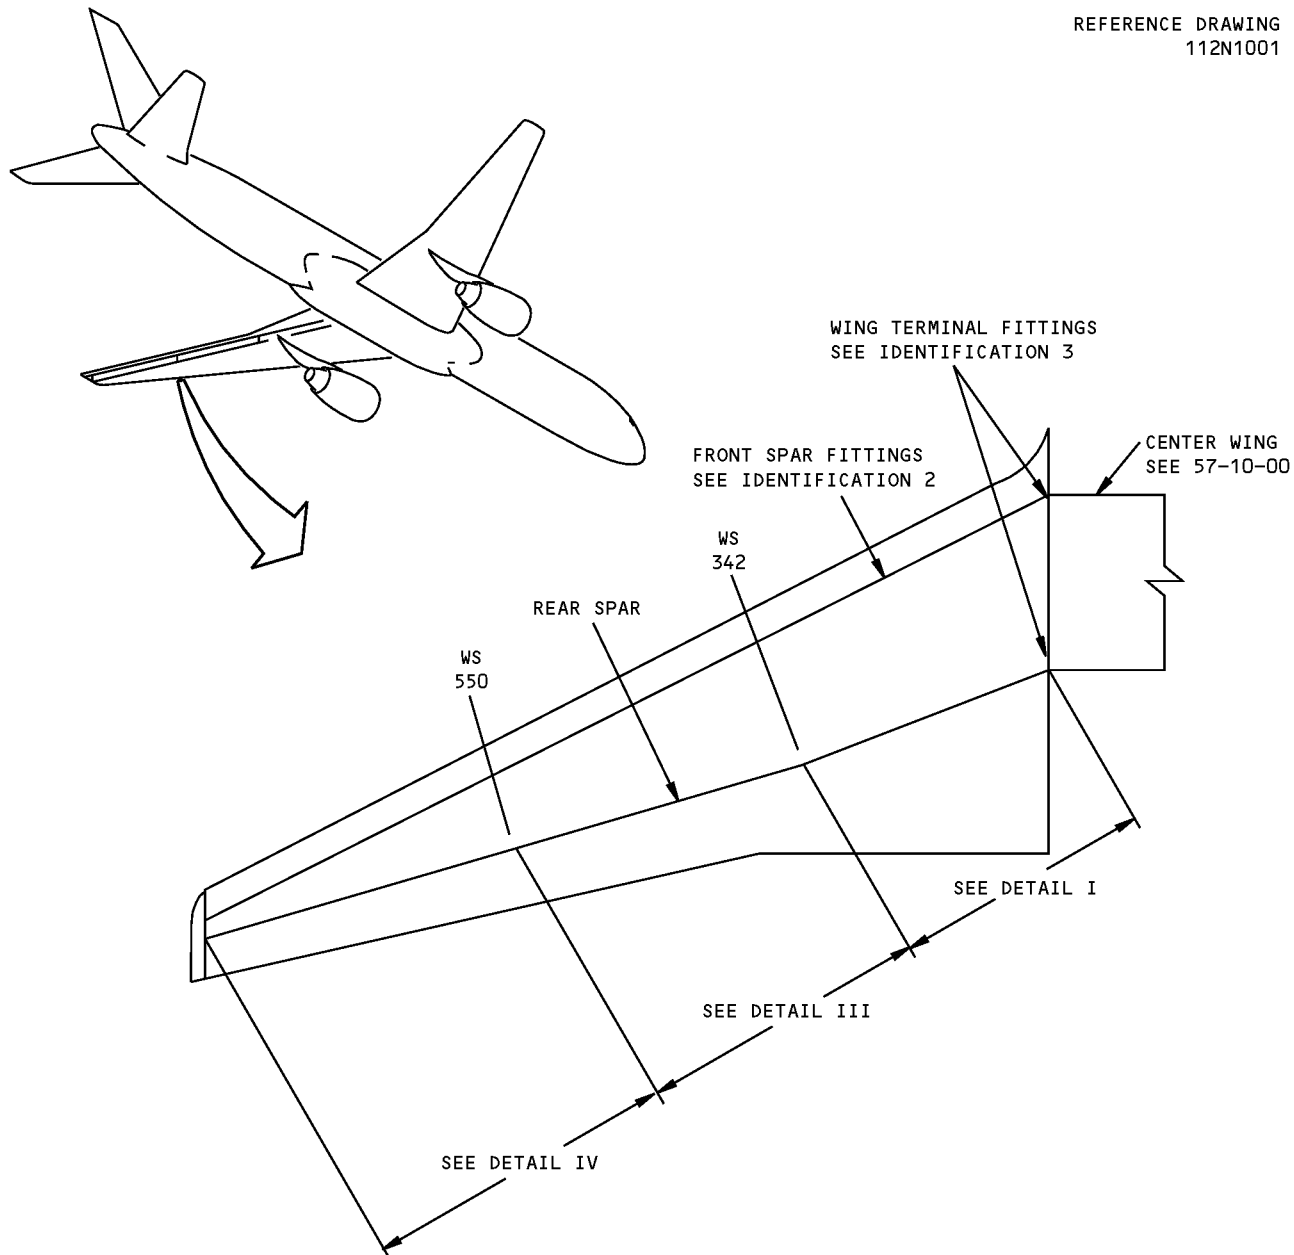 REFERENCE DRAWING
112N1001
WING TERMINAL FITTINGS
SEE IDENTIFICATION 3
CENTER WING
SEE 57-10-00
FRONT SPAR FITTINGS
SEE IDENTIFICATION 2
WS
342
REAR SPAR
WS
550
SEE DETAIL I
SEE DETAIL III
SEE DETAIL IV